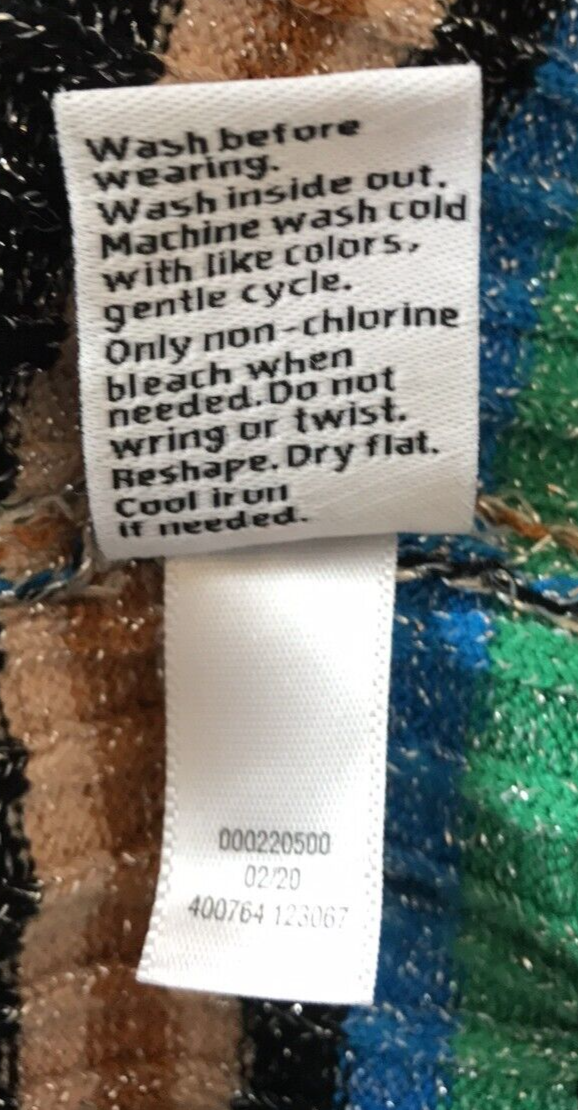 Wash before
wearing.
Wash inside out.
Machine wash cold
with like colors,
gentle cycle.
Only non-chlorine
bleach when
needed. Do not
wring or twist.
Reshape. Dry flat.
Cool iron
if needed.
000220500
02/20
400764 123067